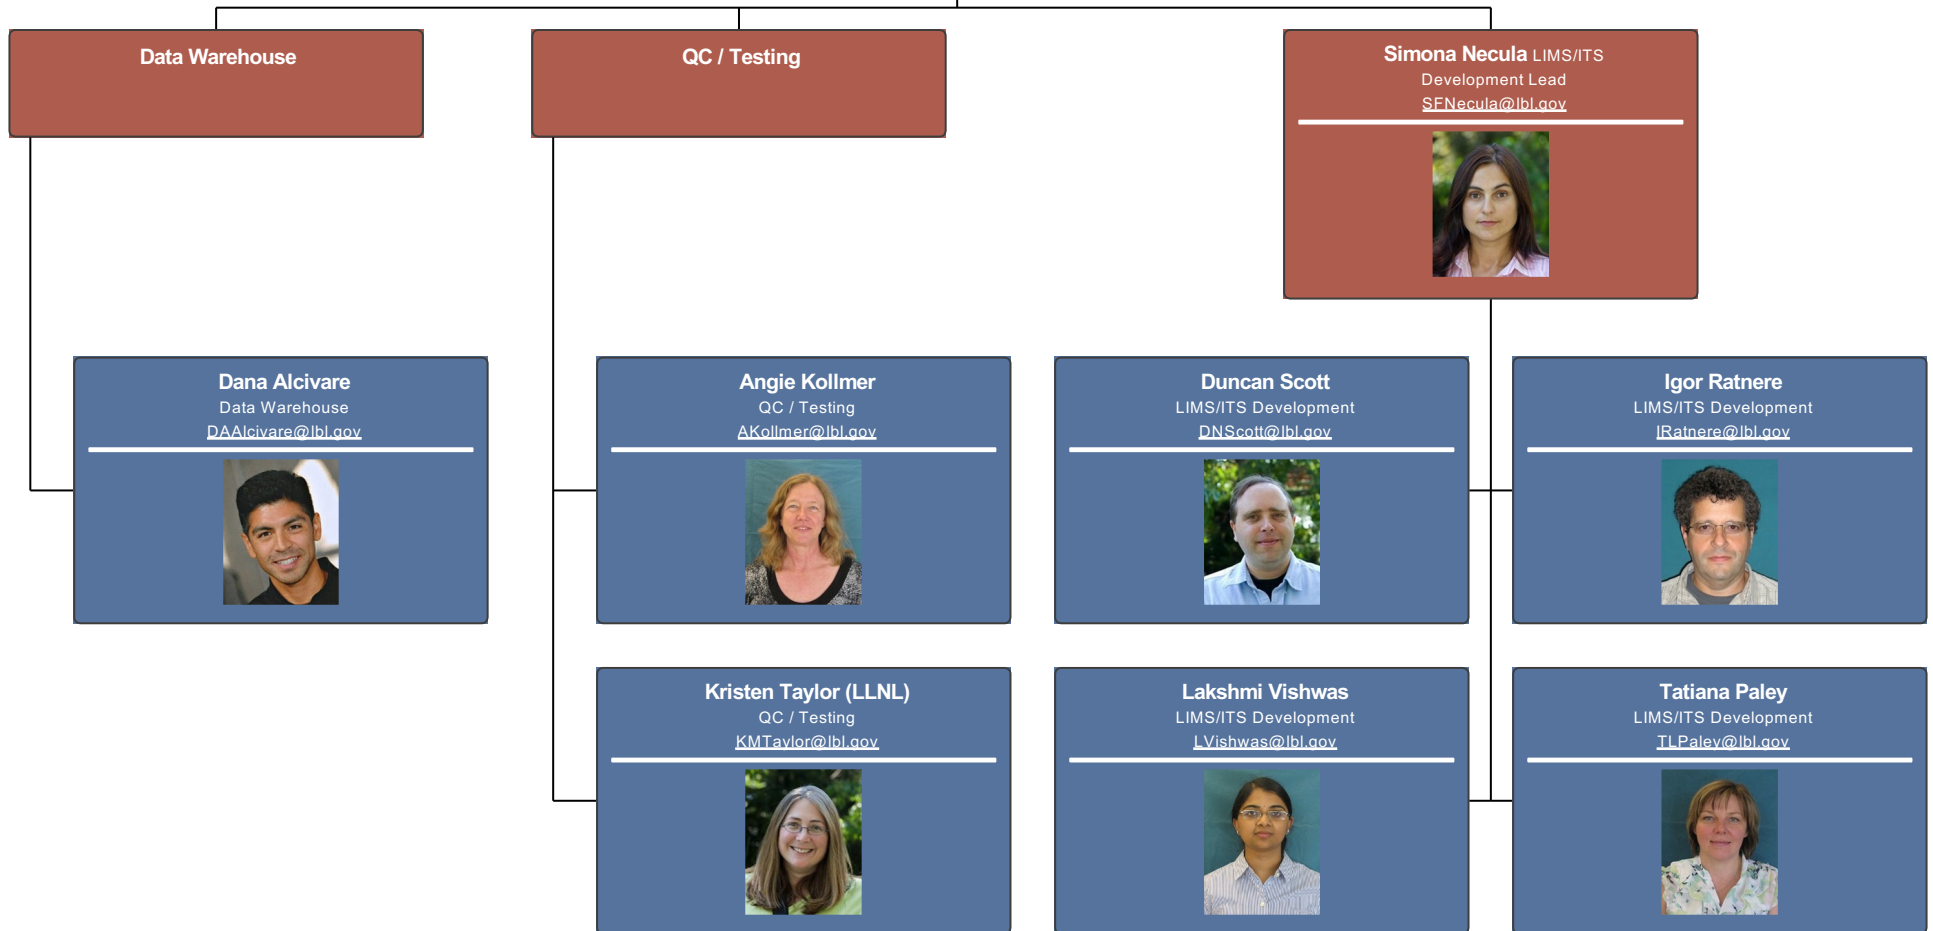 Data Warehouse
QC / Testing
Simona Necula LIMS/ITS
Development Lead
SFNecula@lbl.gov
Dana Alcivare
Data Warehouse
DAAlcivare@lbl.gov
Angie Kollmer
QC / Testing
AKollmer@lbl.gov
Duncan Scott
LIMS/ITS Development
DNScott@lbl.gov
Igor Ratnere
LIMS/ITS Development
IRatnere@lbl.gov
Kristen Taylor (LLNL)
QC / Testing
KMTaylor@lbl.gov
Lakshmi Vishwas
LIMS/ITS Development
LVishwas@lbl.gov
Tatiana Paley
LIMS/ITS Development
TLPaley@lbl.gov